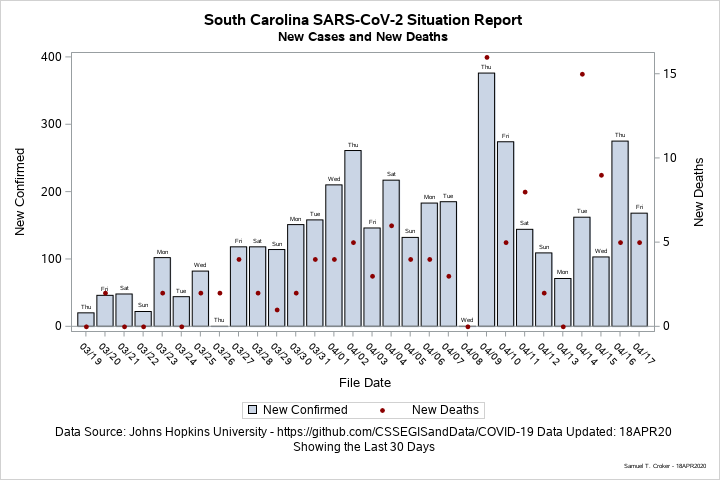 South Carolina SARS-CoV-2 Situation Report
New Cases and New Deaths
400
300
200
100
0
New Confirmed
15
10
5
0
New Deaths
Thu Fri Sat Sun Mon Tue Wed Thu Fri Sat Sun Mon Tue Wed Thu Fri Sat Sun Mon Tue Wed Thu Fri Sat Sun Mon Tue Wed Thu Fri
03/19 03/20 03/21 03/22 03/23 03/24 03/25 03/26 03/27 03/28 03/29 03/30 03/31 04/01 04/02 04/03 04/04 04/05 04/06 04/07 04/08 04/09 04/10 04/11 04/12 04/13 04/14 04/15 04/16 04/17
File Date
New Confirmed New Deaths
Data Source: Johns Hopkins University - https://github.com/CSSEGISandData/COVID-19 Data Updated: 18APR20
Showing the Last 30 Days
Samuel T. Croker - 18APR2020